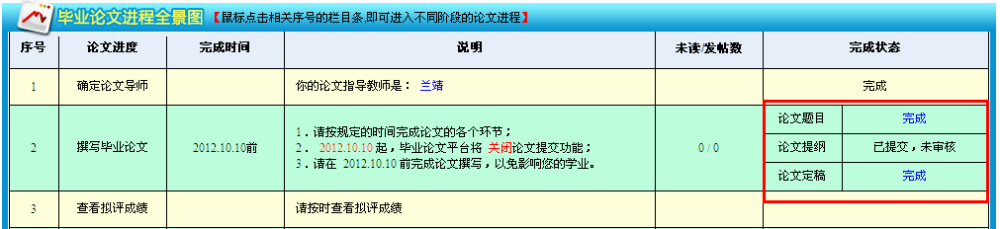 毕业论文进程全景图 【鼠标点击相关序号的栏目条,即可进入不同阶段的论文进程】
序号 论文进度 完成时间 说明 未读/发帖数 完成状态
1 确定论文导师 你的论文指导教师是： 兰靖 完成
1．请按规定的时间完成论文的各个环节；
2． 2012.10.10起，毕业论文平台将 关闭论文提交功能；
3．请在 2012.10.10前完成论文撰写，以免影响您的学业。
2 撰写毕业论文 2012.10.10前 0 / 0
论文题目 完成
论文提纲 已提交，未审核
论文定稿 完成
3 查看拟评成绩 请按时查看拟评成绩